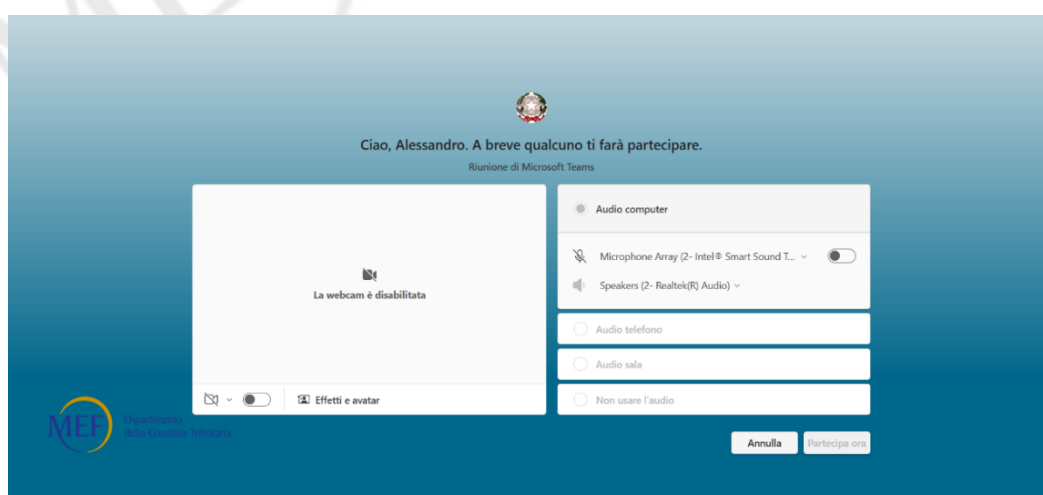 Ciao, Alessandro. A breve qualcuno ti farà partecipare.
Riunione di Microsoft Teams
La webcam è disabilitata
Effetti e avatar
Audio computer
Microphone Array (2- Intel® Smart Sound T...
Speakers (2- Realtek(R) Audio)
Audio telefono
Audio sala
Non usare l'audio
MEF
Dipartimento
della Giustizia Tributaria
Annulla
Partecipa ora